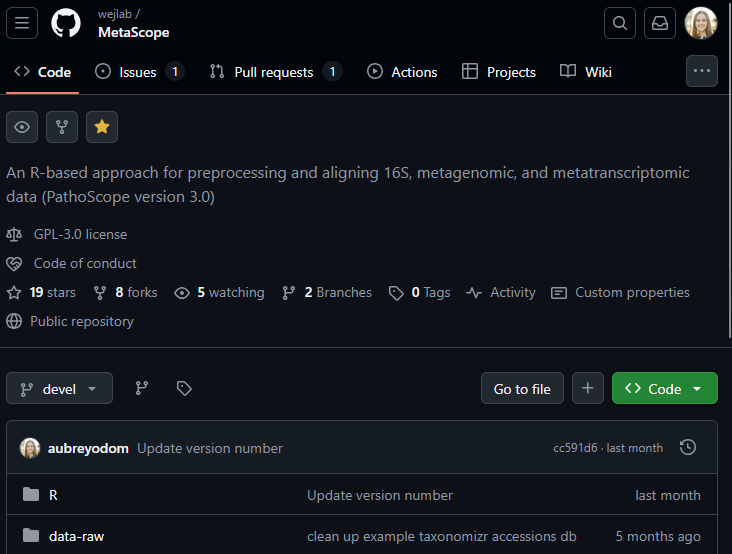 wejlab /
MetaScope
Code Issues 1 Pull requests 1 Actions Projects Wiki
An R-based approach for preprocessing and aligning 16S, metagenomic, and metatranscriptomic
data (PathoScope version 3.0)
GPL-3.0 license
Code of conduct
19 stars 8 forks 5 watching 2 Branches 0 Tags Activity Custom properties
Public repository
devel Go to file Code
aubreyodom Update version number cc591d6 · last month
R Update version number last month
data-raw clean up example taxonomizr accessions db 5 months ago